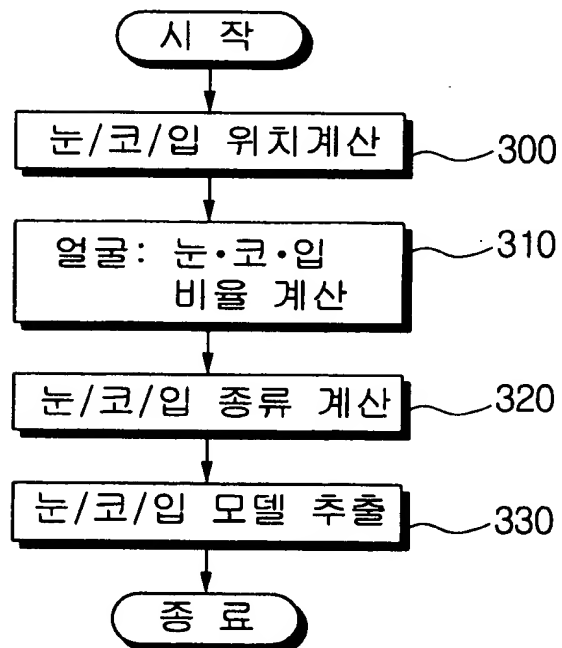 시 작
눈/코/입 위치계산
300
얼굴: 눈·코·입
비율 계산
310
눈/코/입 종류 계산
320
눈/코/입 모델 추출
330
종 료